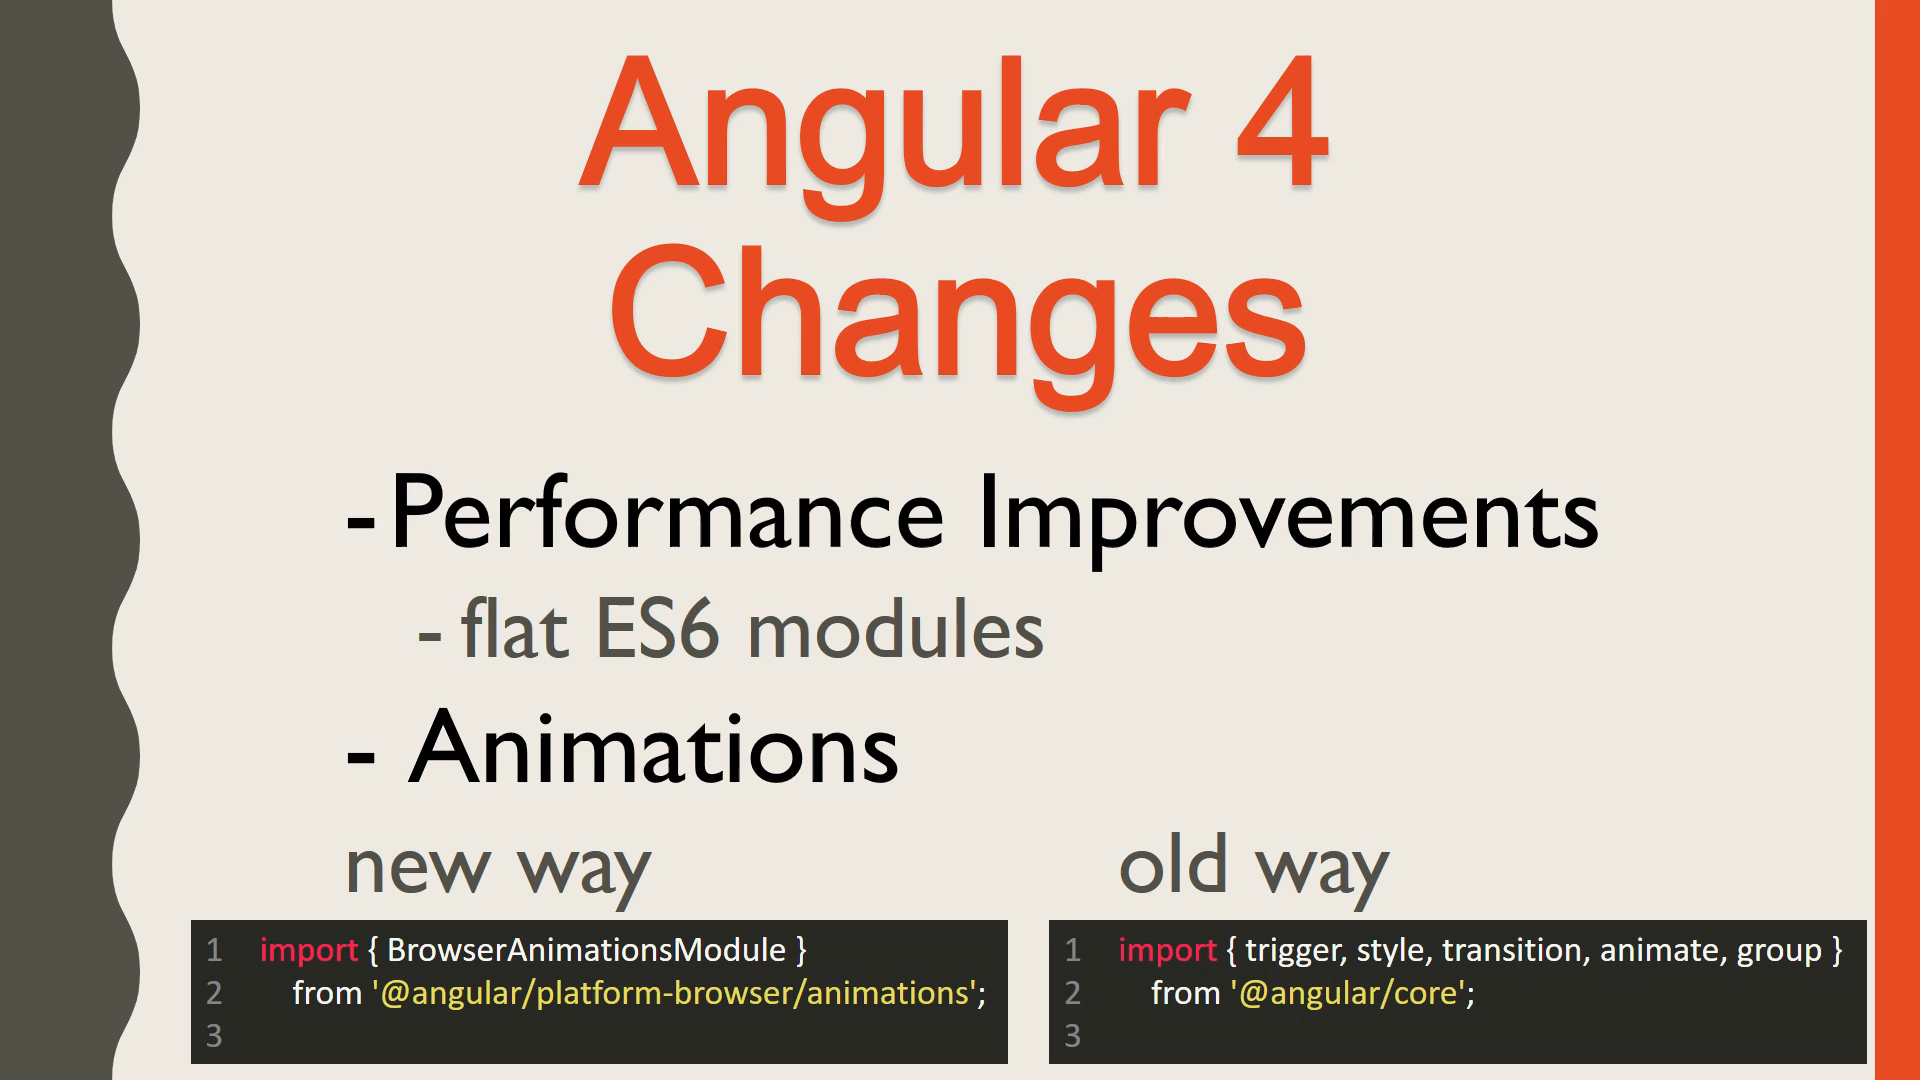 Angular 4
Changes
-Performance Improvements
- flat ES6 modules
- Animations
new way
old way
1 import { BrowserAnimationsModule }
2 from '@angular/platform-browser/animations';
3
1 import { trigger, style, transition, animate, group }
2 from '@angular/core';
3